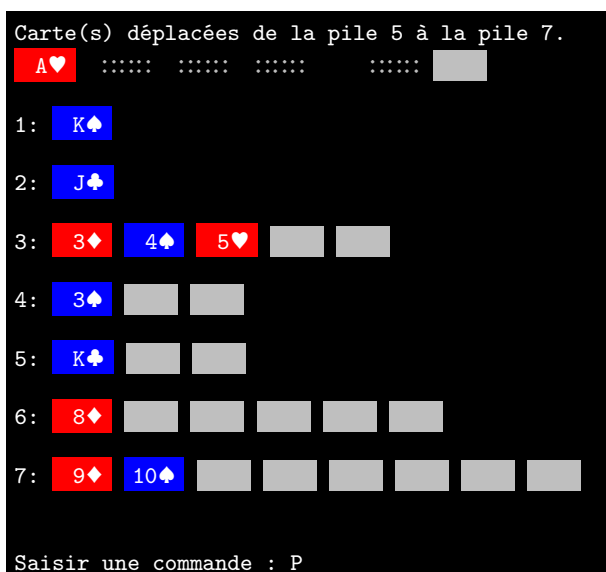 Carte(s) déplacées de la pile 5 à la pile 7.
A♥ :::::: :::::: :::::: ::::::
1: K♠
2: J♣
3: 3♦ 4♠ 5♥
4: 3♠
5: K♣
6: 8♦
7: 9♦ 10♠
Saisir une commande : P